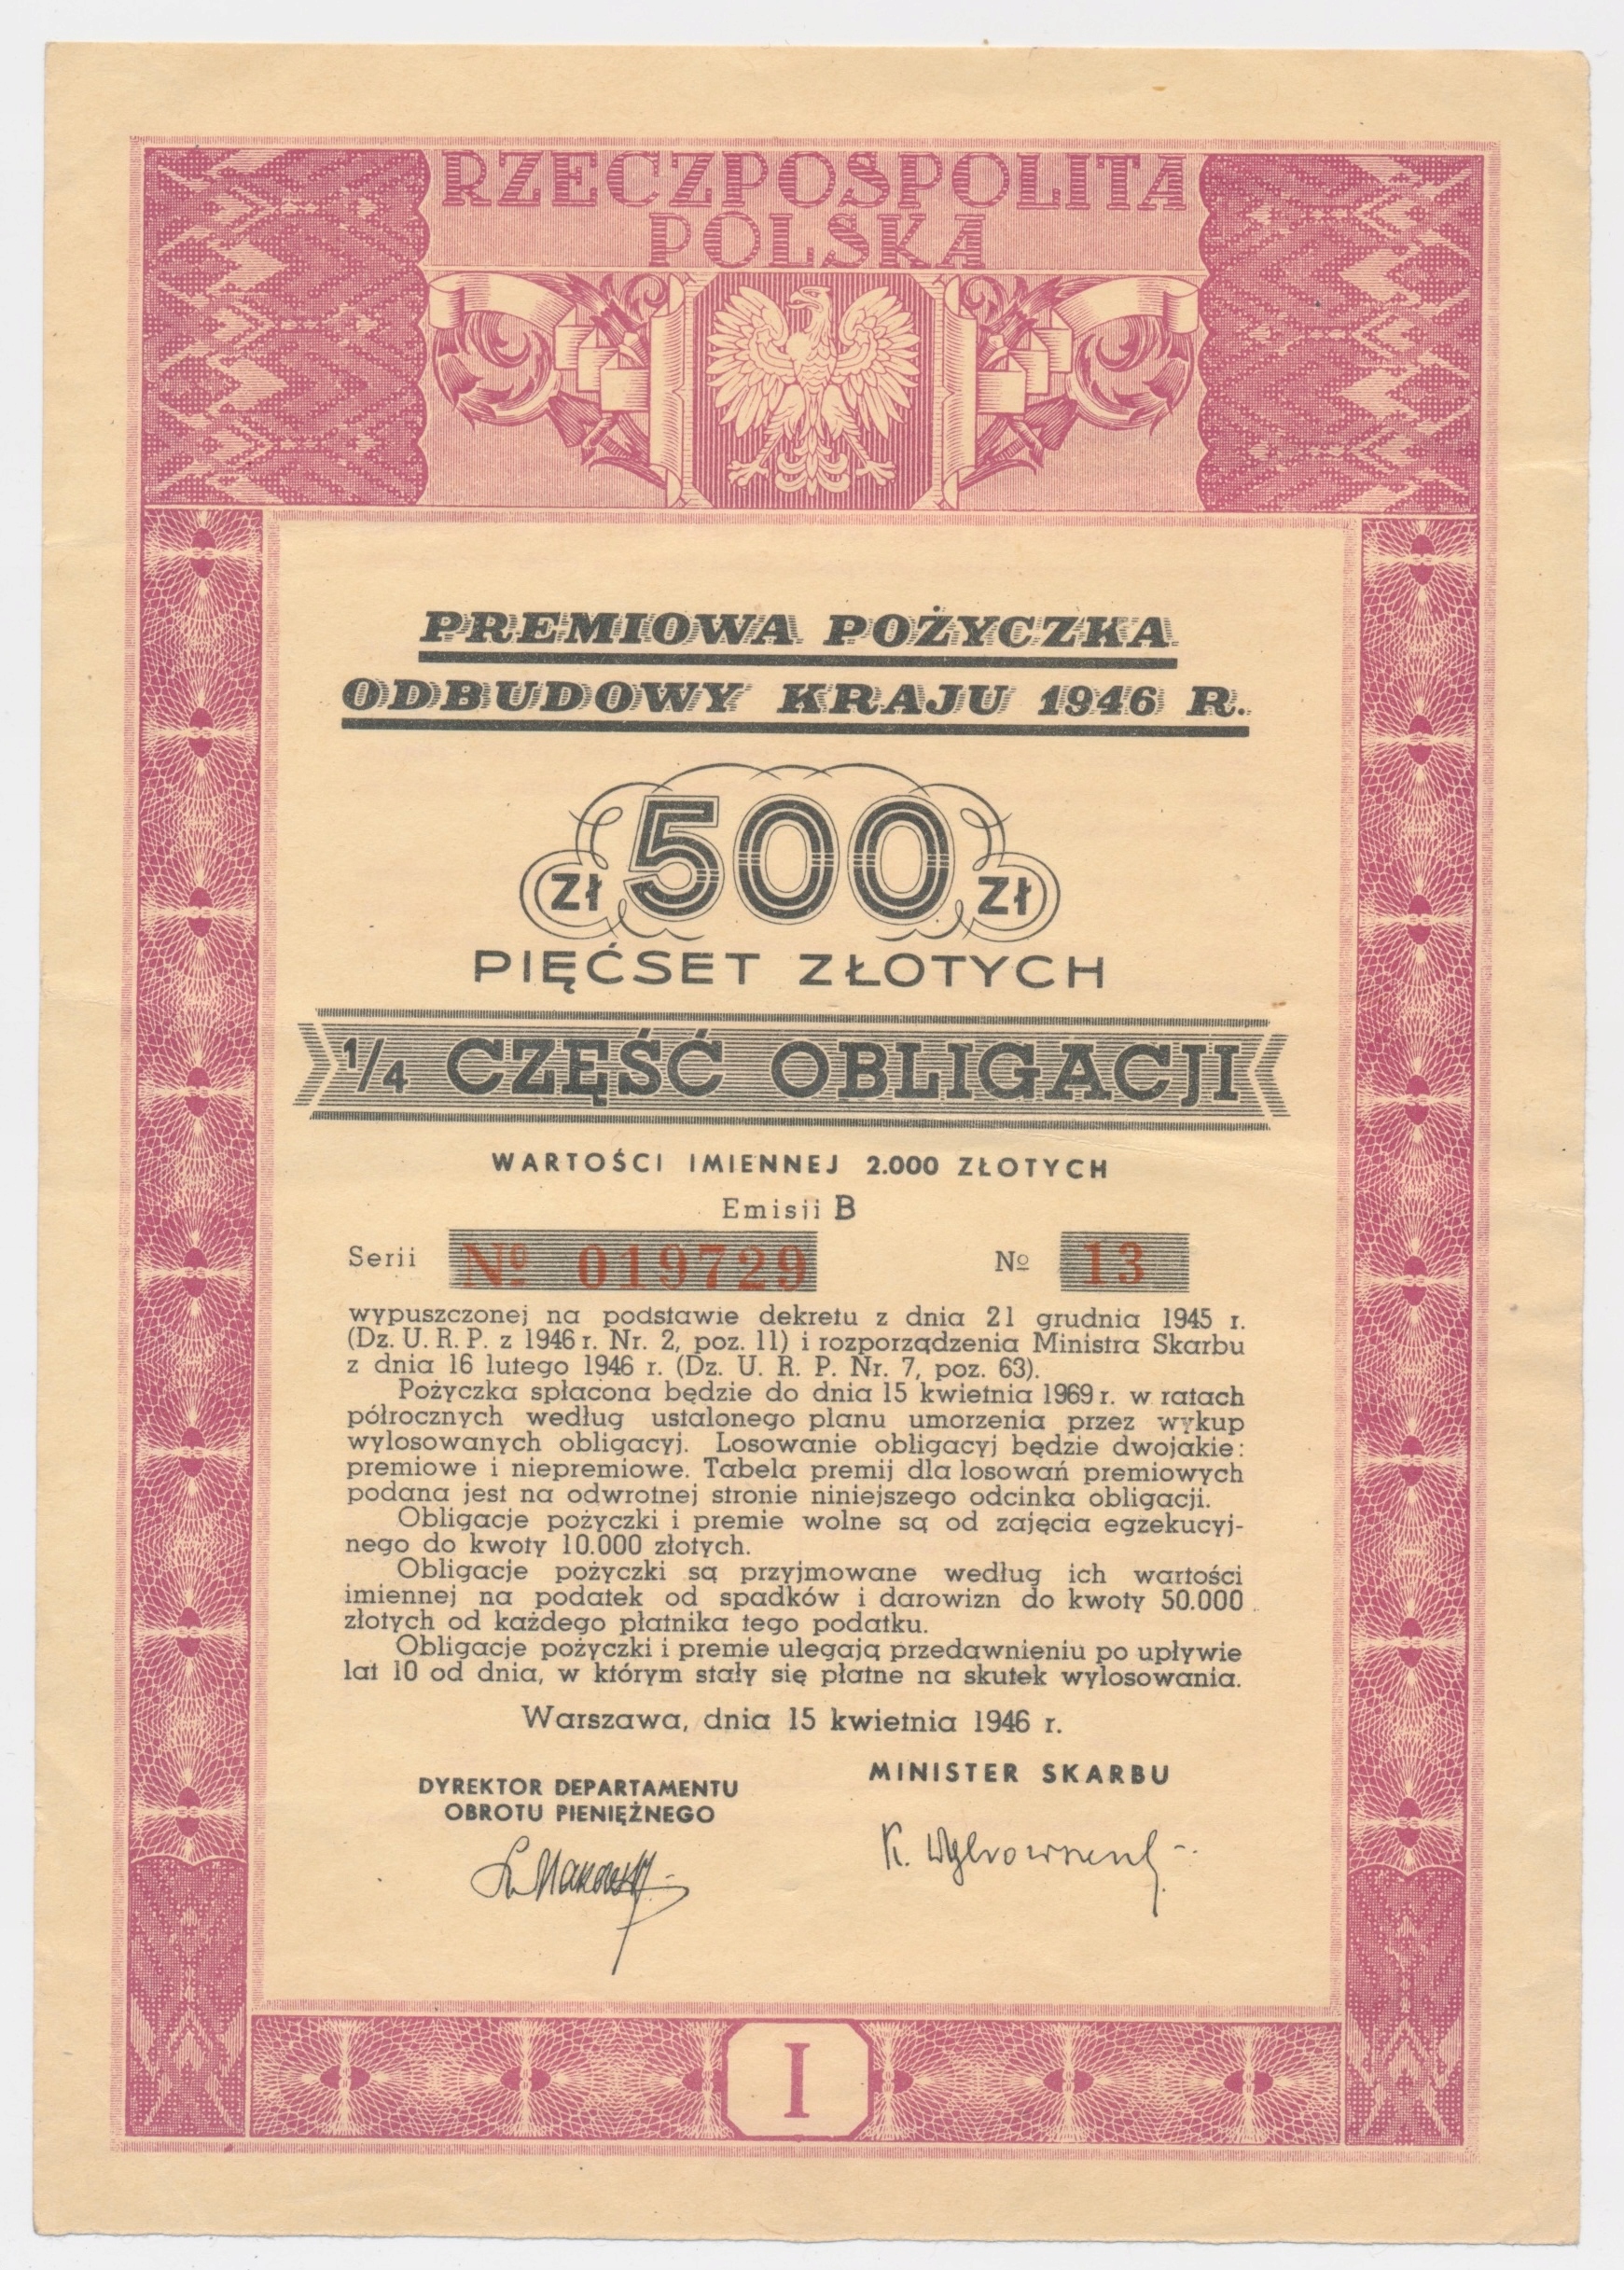 RZECZPOSPOLITA
POLSKA
PREMIOWA POŻYCZKA
ODBUDOWY KRAJU 1946 R.
ZŁ 500 ZŁ
PIĘĆSET ZŁOTYCH
1/4 CZĘŚĆ OBLIGACJI
WARTOŚCI IMIENNEJ 2.000 ZŁOTYCH
Emisii B
Serii Nº 019729 Nº 13
wypuszczonej na podstawie dekretu z dnia 21 grudnia 1945 r.
(Dz. U. R. P. z 1946 r. Nr. 2, poz. 11) i rozporządzenia Ministra Skarbu
z dnia 16 lutego 1946 r. (Dz. U. R. P. Nr. 7, poz. 63).
Pożyczka spłacona będzie do dnia 15 kwietnia 1969 r. w ratach
półrocznych według ustalonego planu umorzenia przez wykup
wylosowanych obligacyj. Losowanie obligacyj będzie dwojakie:
premiowe i niepremiowe. Tabela premij dla losowań premiowych
podana jest na odwrotnej stronie niniejszego odcinka obligacji.
Obligacje pożyczki i premie wolne są od zajęcia egzekucyj-
nego do kwoty 10.000 złotych.
Obligacje pożyczki są przyjmowane według ich wartości
imiennej na podatek od spadków i darowizn do kwoty 50.000
złotych od każdego płatnika tego podatku.
Obligacje pożyczki i premie ulegają przedawnieniu po upływie
lat 10 od dnia, w którym stały się płatne na skutek wylosowania.
Warszawa, dnia 15 kwietnia 1946 r.
DYREKTOR DEPARTAMENTU
OBROTU PIENIĘŻNEGO
MINISTER SKARBU
I